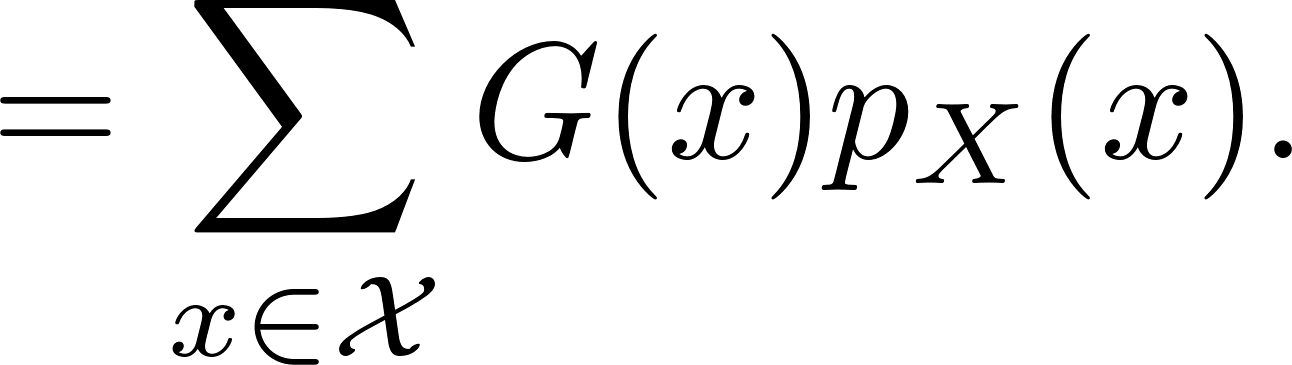 = ∑_{x∈𝒳} G(x)p_X(x).